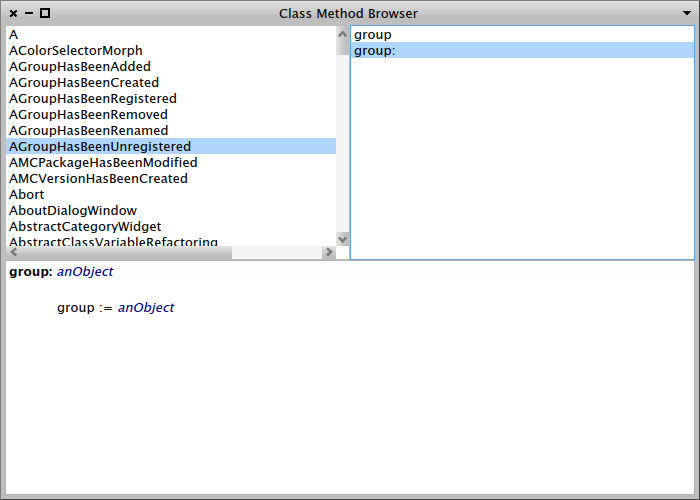 Class Method Browser
A
AColorSelectorMorph
AGroupHasBeenAdded
AGroupHasBeenCreated
AGroupHasBeenRegistered
AGroupHasBeenRemoved
AGroupHasBeenRenamed
AGroupHasBeenUnregistered
AMCPackageHasBeenModified
AMCVersionHasBeenCreated
Abort
AboutDialogWindow
AbstractCategoryWidget
AbstractClassVariableRefactoring
group
group:
group: anObject
group := anObject